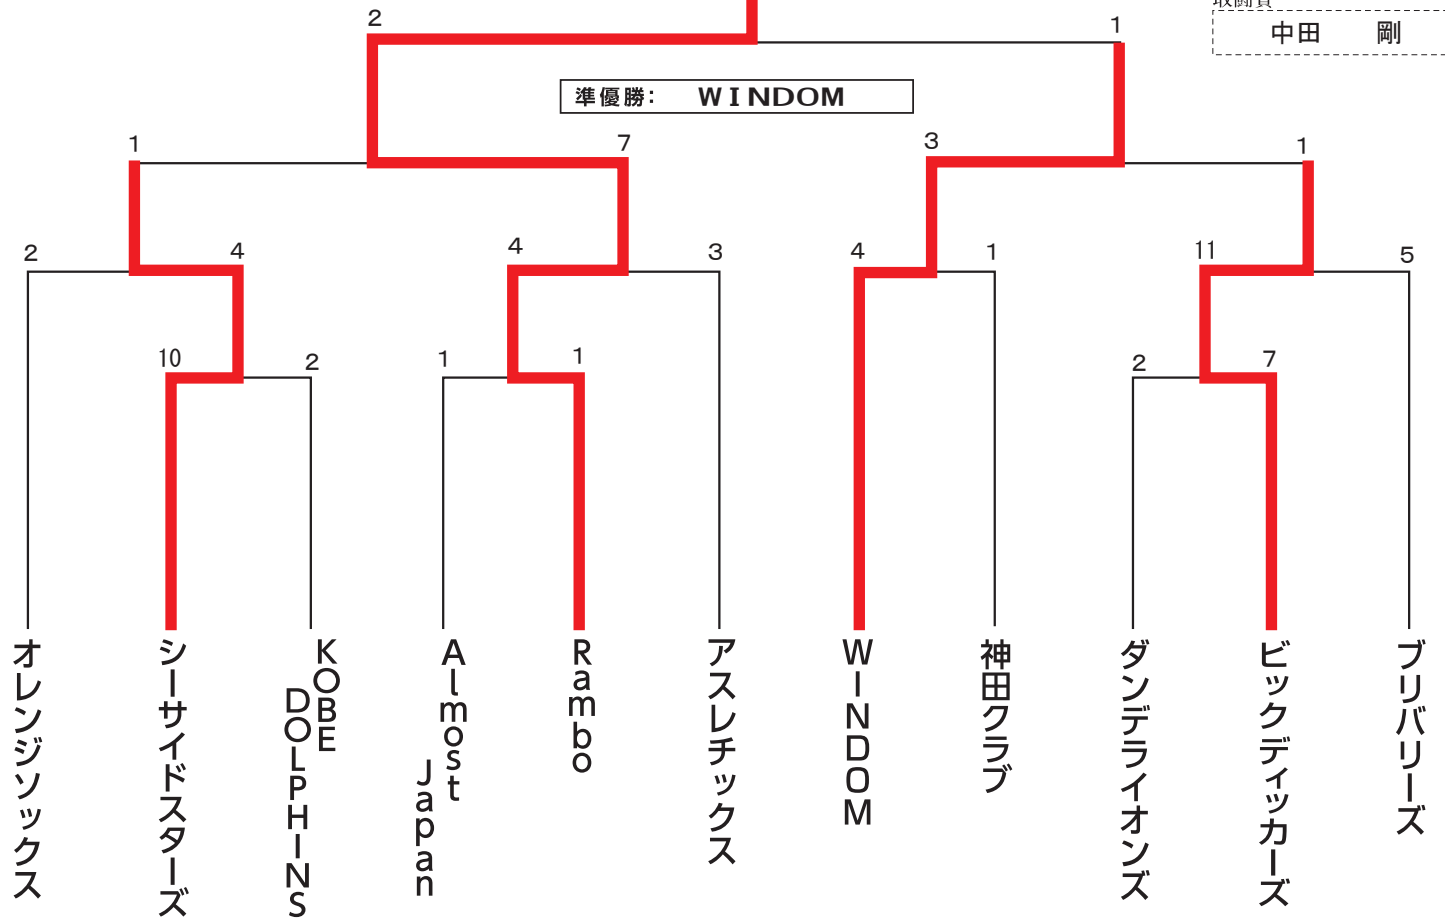 敢闘賞
中田 剛
2
1
準優勝： WINDOM
1
7
3
1
2
4
4
3
4
1
11
5
10
2
1
1
2
7
オレンジソックス
シーサイドスターズ
KOBE
DOLPHINS
Almost
Japan
Rambo
アスレチックス
WINDOM
神田クラブ
ダンデライオンズ
ビックディッカーズ
ブリバリーズ